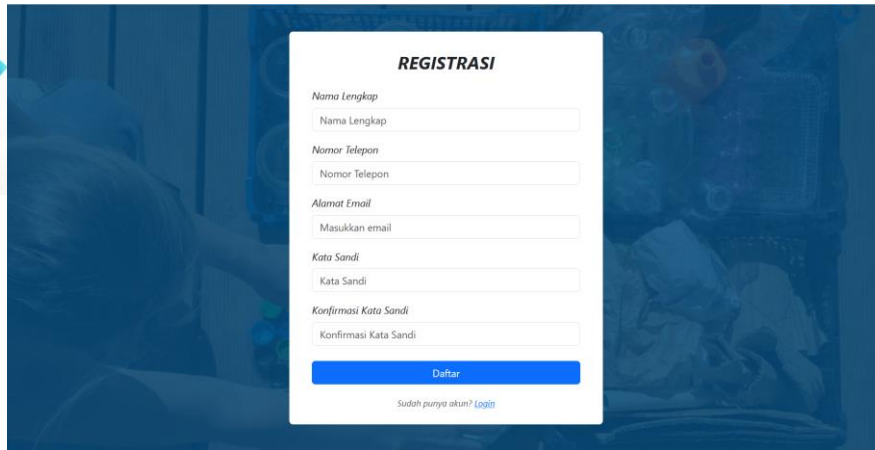 REGISTRASI
Nama Lengkap
Nama Lengkap
Nomor Telepon
Nomor Telepon
Alamat Email
Masukkan email
Kata Sandi
Kata Sandi
Konfirmasi Kata Sandi
Konfirmasi Kata Sandi
Daftar
Sudah punya akun? Login